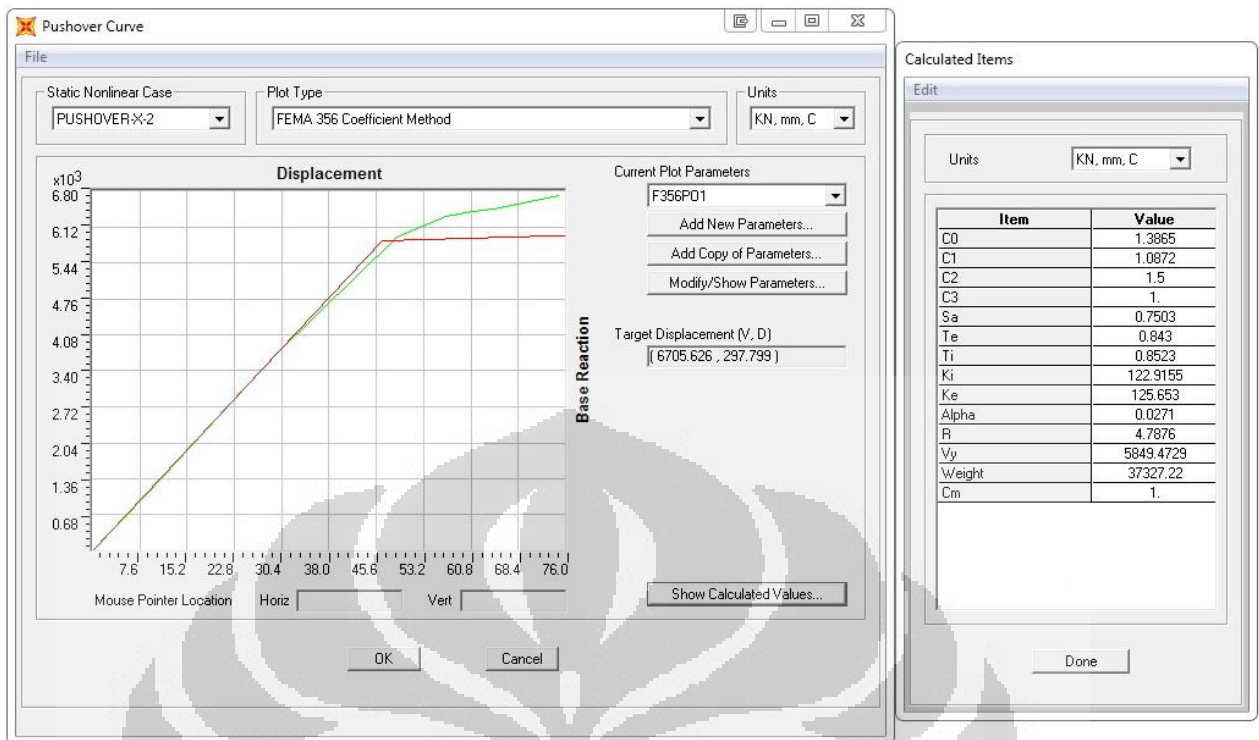 Pushover Curve
File
Static Nonlinear Case
PUSHOVER-X-2
Plot Type
FEMA 356 Coefficient Method
Units
KN, mm, C
Displacement
x103
6.80
6.12
5.44
4.76
4.08
3.40
2.72
2.04
1.36
0.68
7.6 15.2 22.8 30.4 38.0 45.6 53.2 60.8 68.4 76.0
Base Reaction
Mouse Pointer Location Horiz Vert
Current Plot Parameters
F356PO1
Add New Parameters...
Add Copy of Parameters...
Modify/Show Parameters...
Target Displacement (V, D)
( 6705.626 , 297.799 )
Show Calculated Values...
OK Cancel
Calculated Items
Edit
Units KN, mm, C
Item Value
C0 1.3865
C1 1.0872
C2 1.5
C3 1.
Sa 0.7503
Te 0.843
Ti 0.8523
Ki 122.9155
Ke 125.653
Alpha 0.0271
R 4.7876
Vy 5849.4729
Weight 37327.22
Cm 1.
Done